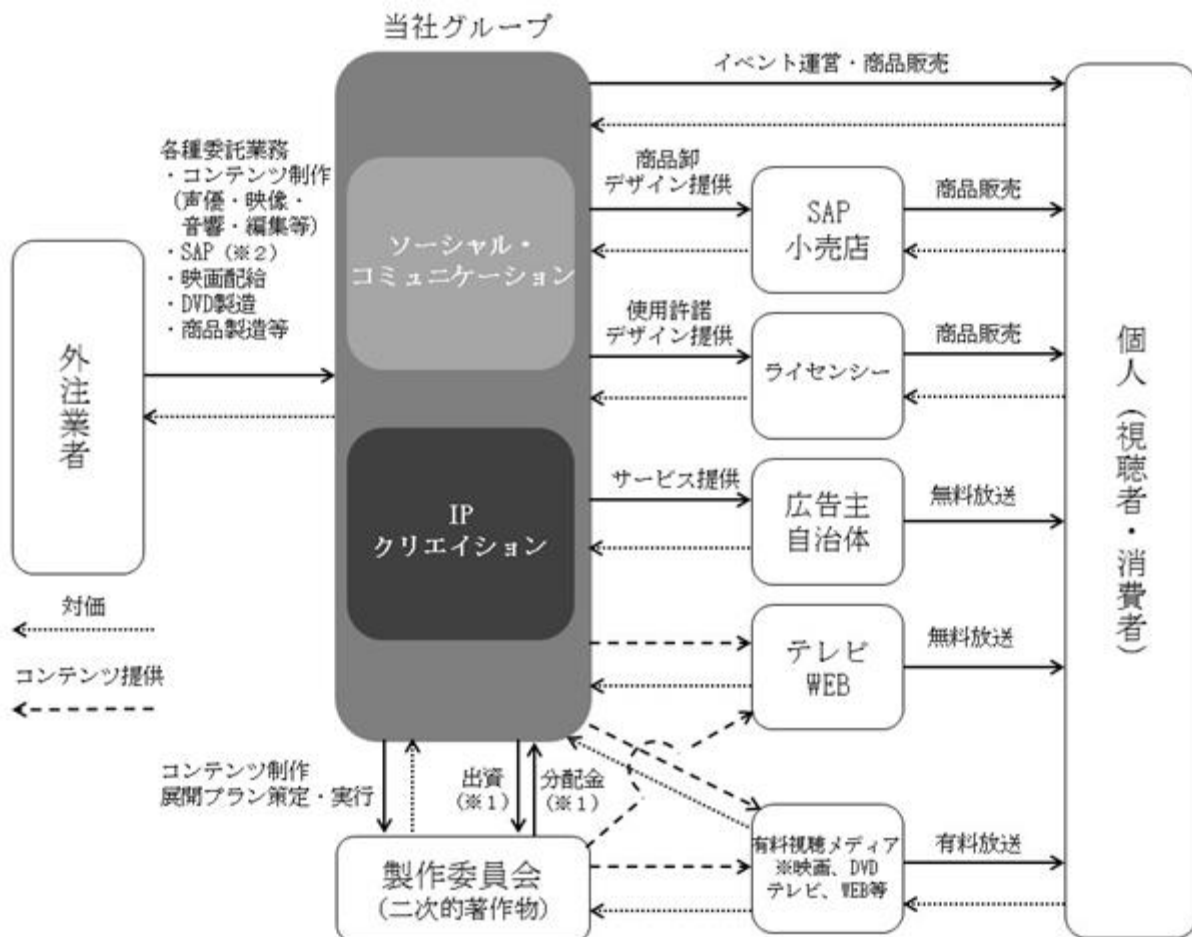 当社グループ
イベント運営・商品販売
各種委託業務
・コンテンツ制作
(声優・映像・
音響・編集等)
・SAP(※2)
・映画配給
・DVD製造
・商品製造等
外注業者
対価
コンテンツ提供
ソーシャル・
コミュニケーション
IP
クリエイション
商品卸
デザイン提供
SAP
小売店
商品販売
使用許諾
デザイン提供
ライセンシー
商品販売
サービス提供
広告主
自治体
無料放送
テレビ
WEB
無料放送
個人(視聴者・消費者)
コンテンツ制作
展開プラン策定・実行
出資
(※1)
分配金
(※1)
製作委員会
(二次的著作物)
有料視聴メディア
※映画、DVD
テレビ、WEB等
有料放送